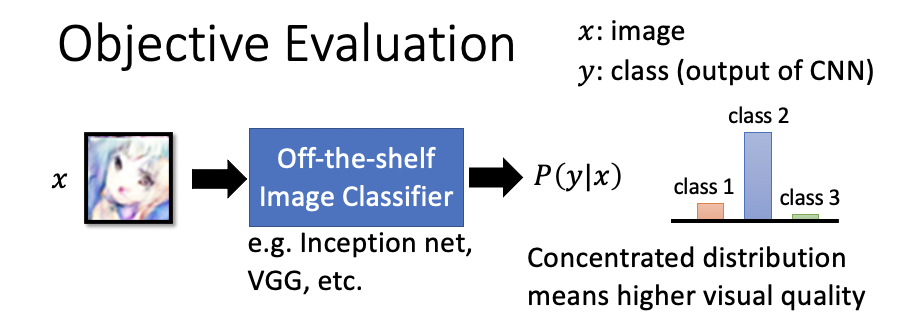 Objective Evaluation
x: image
y: class (output of CNN)
x
Off-the-shelf
Image Classifier
e.g. Inception net,
VGG, etc.
P(y|x)
class 1
class 2
class 3
Concentrated distribution
means higher visual quality